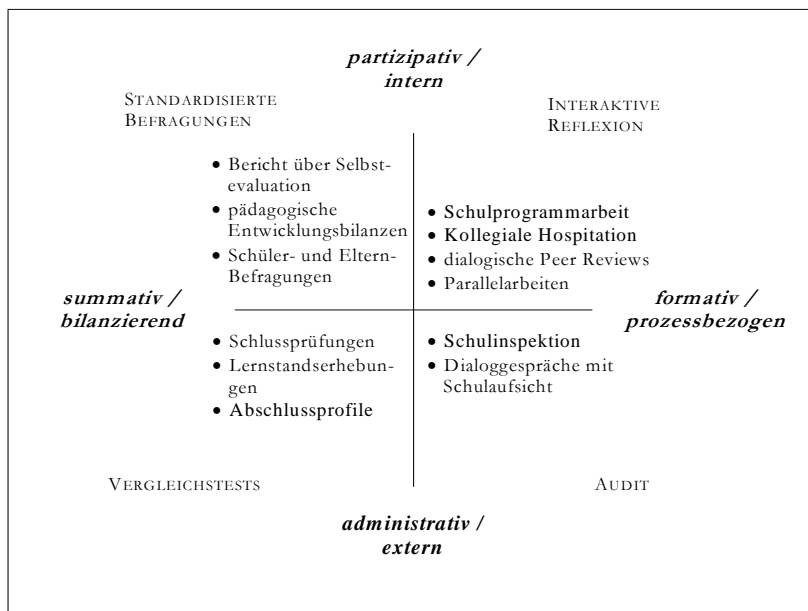 partizipativ /
intern
STANDARDISIERTE
BEFRAGUNGEN
INTERAKTIVE
REFLEXION
• Bericht über Selbst-
evaluation
• pädagogische
Entwicklungsbilanzen
• Schüler- und Eltern-
Befragungen
• Schulprogrammarbeit
• Kollegiale Hospitation
• dialogische Peer Reviews
• Parallelarbeiten
summativ /
bilanzierend
formativ /
prozessbezogen
• Schlussprüfungen
• Lernstandserhebun-
gen
• Abschlussprofile
• Schulinspektion
• Dialoggespräche mit
Schulaufsicht
VERGLEICHSTESTS
AUDIT
administrativ /
extern